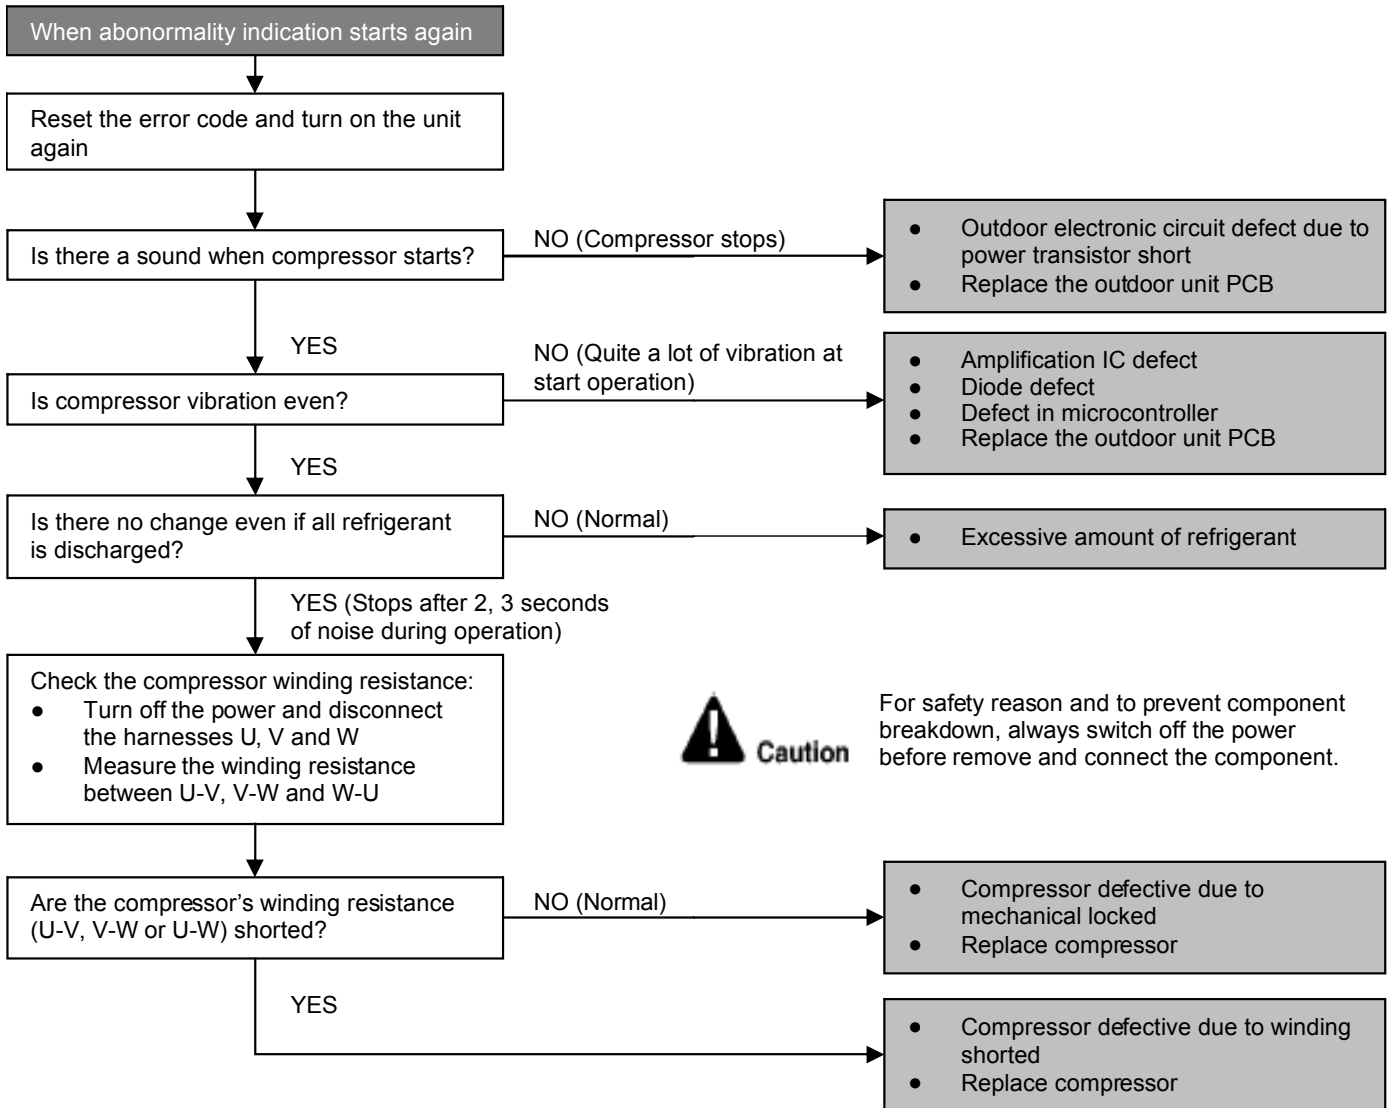 When abonormality indication starts again
Reset the error code and turn on the unit
again
Is there a sound when compressor starts?
NO (Compressor stops)
● Outdoor electronic circuit defect due to
power transistor short
● Replace the outdoor unit PCB
YES
Is compressor vibration even?
NO (Quite a lot of vibration at
start operation)
● Amplification IC defect
● Diode defect
● Defect in microcontroller
● Replace the outdoor unit PCB
YES
Is there no change even if all refrigerant
is discharged?
NO (Normal)
● Excessive amount of refrigerant
YES (Stops after 2, 3 seconds
of noise during operation)
Check the compressor winding resistance:
● Turn off the power and disconnect
the harnesses U, V and W
● Measure the winding resistance
between U-V, V-W and W-U
Caution
For safety reason and to prevent component
breakdown, always switch off the power
before remove and connect the component.
Are the compressor’s winding resistance
(U-V, V-W or U-W) shorted?
NO (Normal)
● Compressor defective due to
mechanical locked
● Replace compressor
YES
● Compressor defective due to winding
shorted
● Replace compressor